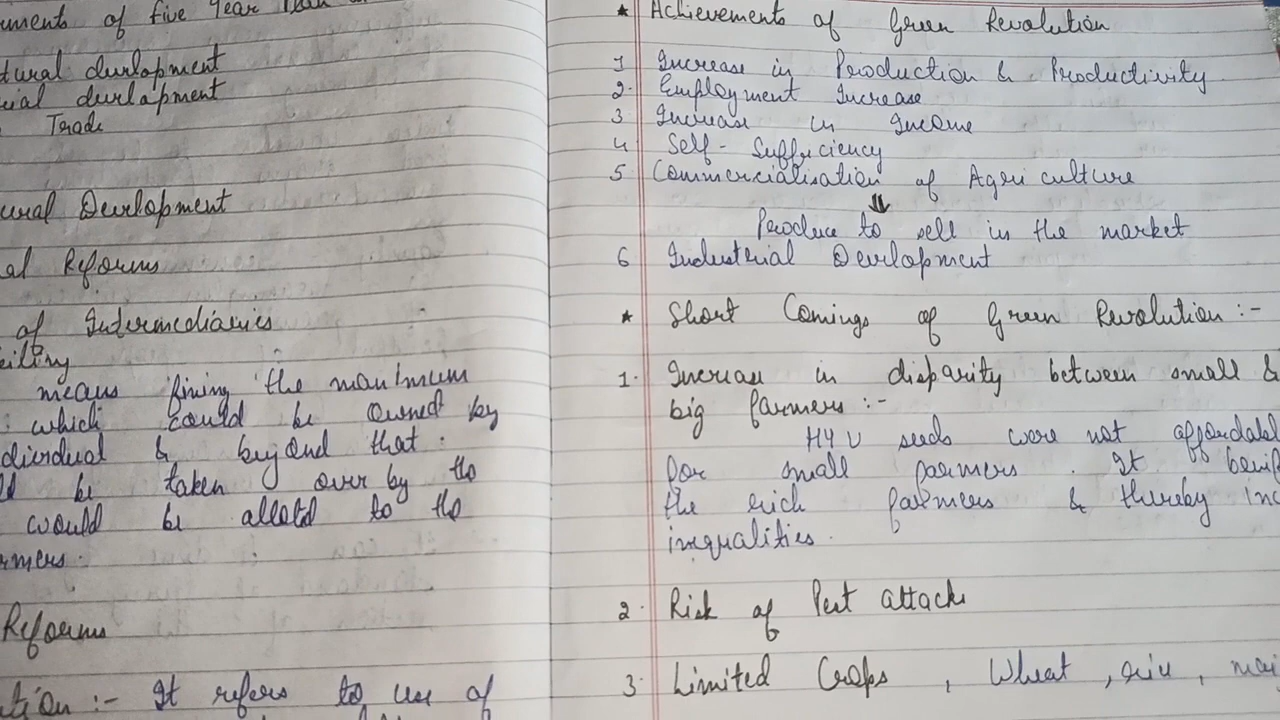 uments of five Year Plan
tural development
ial development
Trade
ural Development
al Reforms
of Intermediaries
eiling
means fixing the maximum
which could be owned by
dividual & beyond that
ld be taken over by the
would be alloted to the
rmers.
Reforms
tion :- It refers to use of
* Achievements of Green Revolution
1 Increase in Production & Productivity
2. Employment Increase
3 Increase in Income
4 Self-Sufficiency
5 Commercialisation of Agriculture
⇓
Produce to sell in the market
6 Industrial Development
* Short Comings of Green Revolution :-
1. Increase in disparity between small &
big farmers :-
HYV seeds were not affordabl
for small farmers. It benif
the rich farmers & thereby inc
inequalities.
2. Risk of Pest attack
3. Limited Crops, Wheat, rice, mai